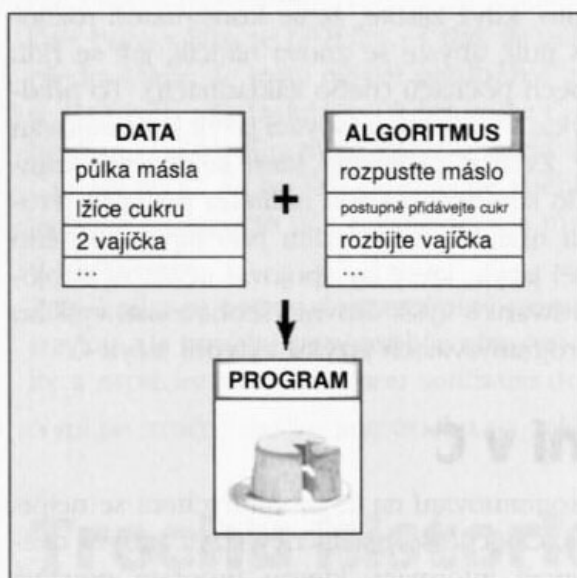 DATA
půlka másla
lžíce cukru
2 vajíčka
...
+
ALGORITMUS
rozpusťte máslo
postupně přidávejte cukr
rozbijte vajíčka
...
PROGRAM